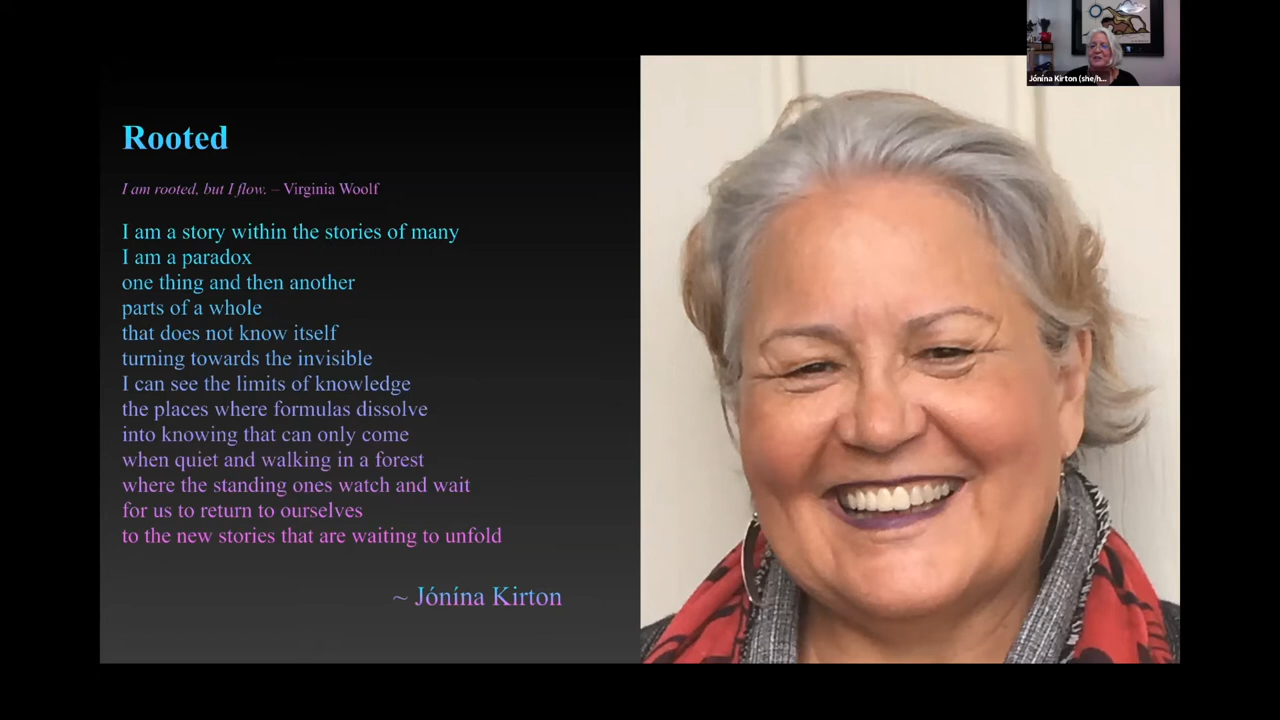 Rooted
I am rooted, but I flow. – Virginia Woolf
I am a story within the stories of many
I am a paradox
one thing and then another
parts of a whole
that does not know itself
turning towards the invisible
I can see the limits of knowledge
the places where formulas dissolve
into knowing that can only come
when quiet and walking in a forest
where the standing ones watch and wait
for us to return to ourselves
to the new stories that are waiting to unfold
~ Jónína Kirton
Jónína Kirton (she/h...